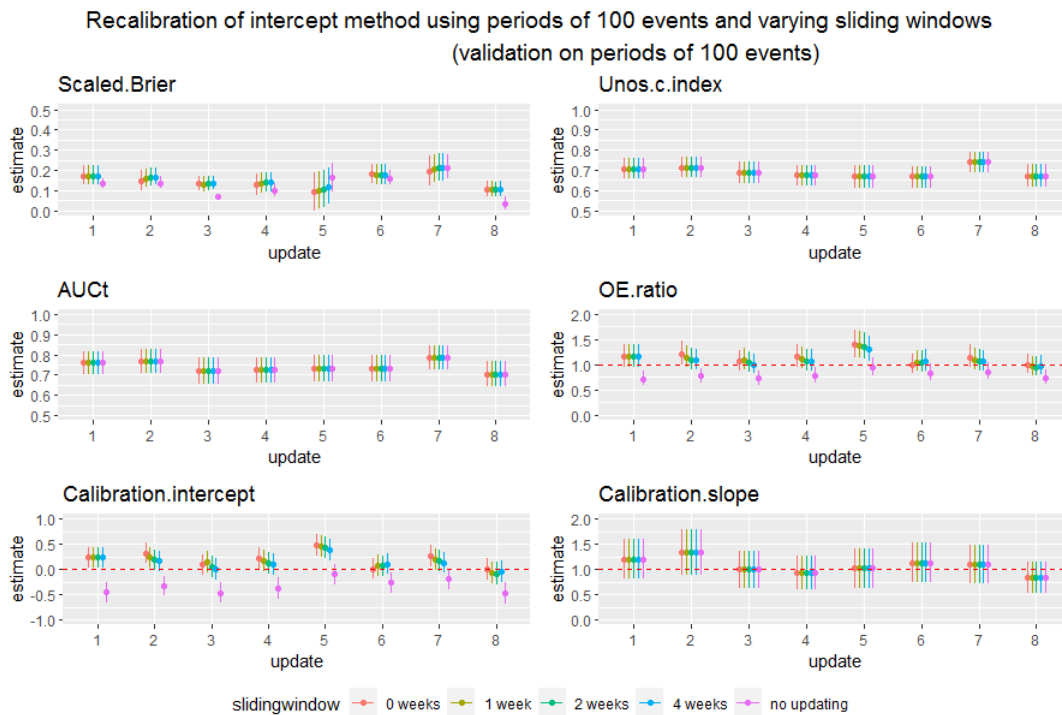 Recalibration of intercept method using periods of 100 events and varying sliding windows
(validation on periods of 100 events)
Scaled.Brier
estimate
0.5
0.4
0.3
0.2
0.1
0.0
1 2 3 4 5 6 7 8
update
Unos.c.index
estimate
1.0
0.9
0.8
0.7
0.6
0.5
1 2 3 4 5 6 7 8
update
AUCt
estimate
1.0
0.9
0.8
0.7
0.6
0.5
1 2 3 4 5 6 7 8
update
OE.ratio
estimate
2.0
1.5
1.0
0.5
0.0
1 2 3 4 5 6 7 8
update
Calibration.intercept
estimate
1.0
0.5
0.0
-0.5
-1.0
1 2 3 4 5 6 7 8
update
Calibration.slope
estimate
2.0
1.5
1.0
0.5
0.0
1 2 3 4 5 6 7 8
update
slidingwindow 0 weeks 1 week 2 weeks 4 weeks no updating